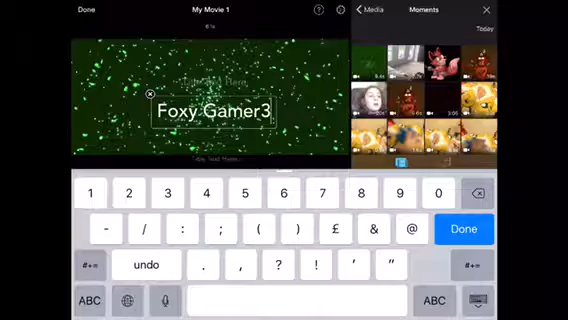 Done
My Movie 1
Media
Moments
Today
Foxy Gamer3
1 2 3 4 5 6 7 8 9 0
- / : ; ( ) £ & @ Done
#+= undo . , ? ! ’ ” #+=
ABC ABC